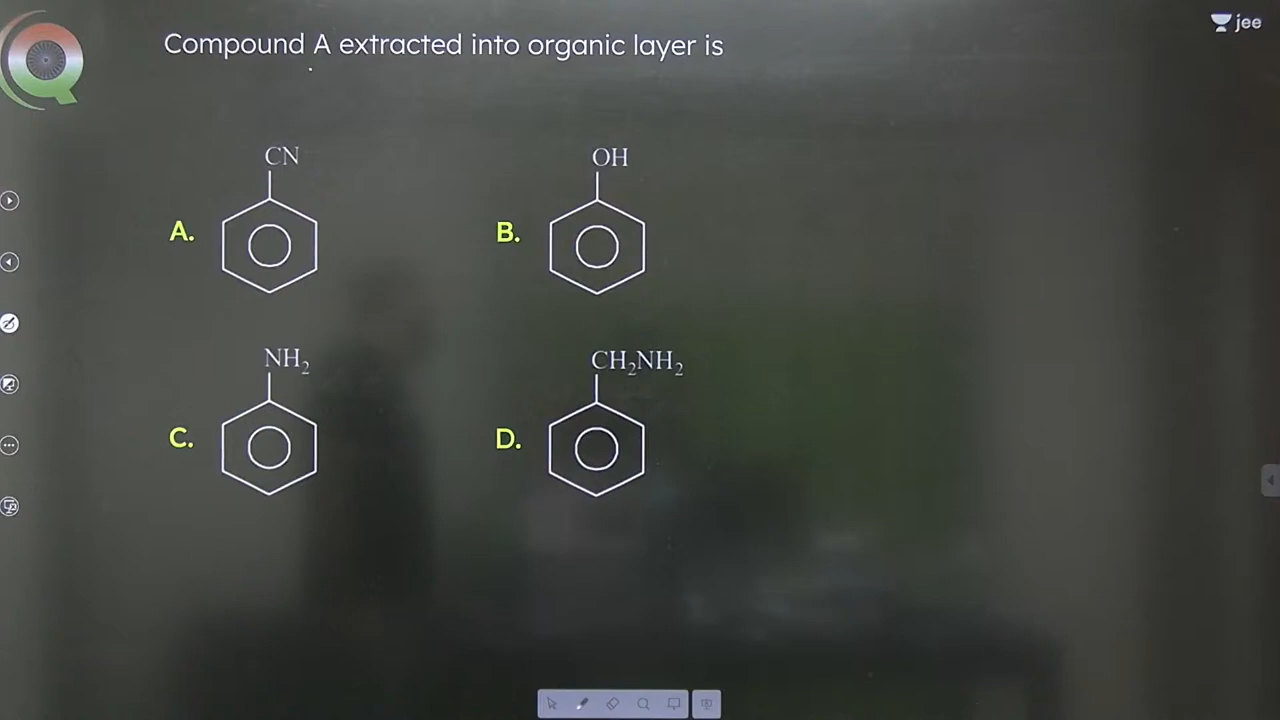 Compound A extracted into organic layer is
jee
CN
A.
OH
B.
NH₂
C.
CH₂NH₂
D.